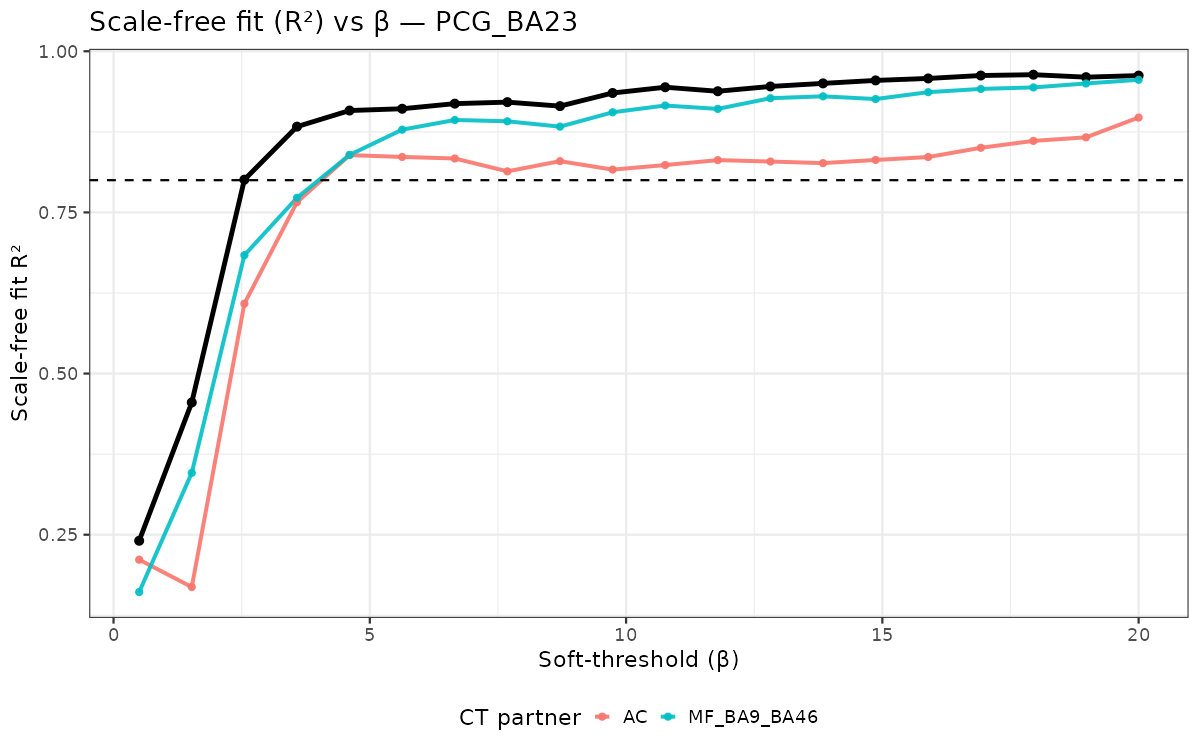 Scale-free fit (R²) vs β — PCG_BA23
1.00
0.75
0.50
0.25
Scale-free fit R²
0 5 10 15 20
Soft-threshold (β)
CT partner AC MF_BA9_BA46